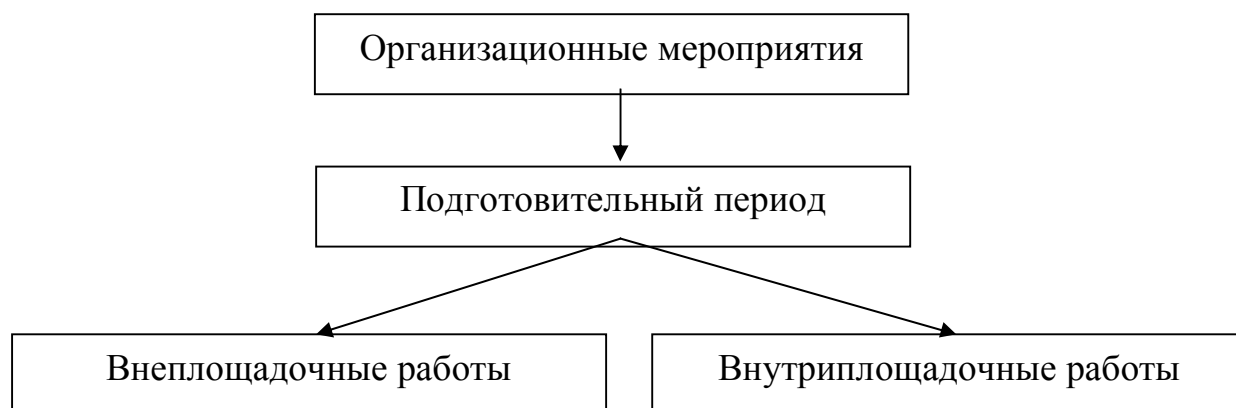 Организационные мероприятия
Подготовительный период
Внеплощадочные работы
Внутриплощадочные работы